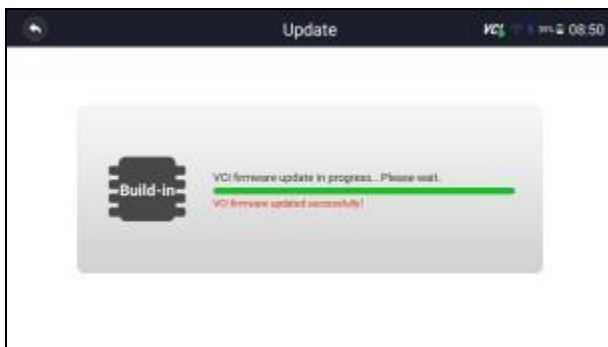 Update
VCI 08:50
Build-in
VCI firmware update in progress... Please wait.
VCI firmware updated successfully!